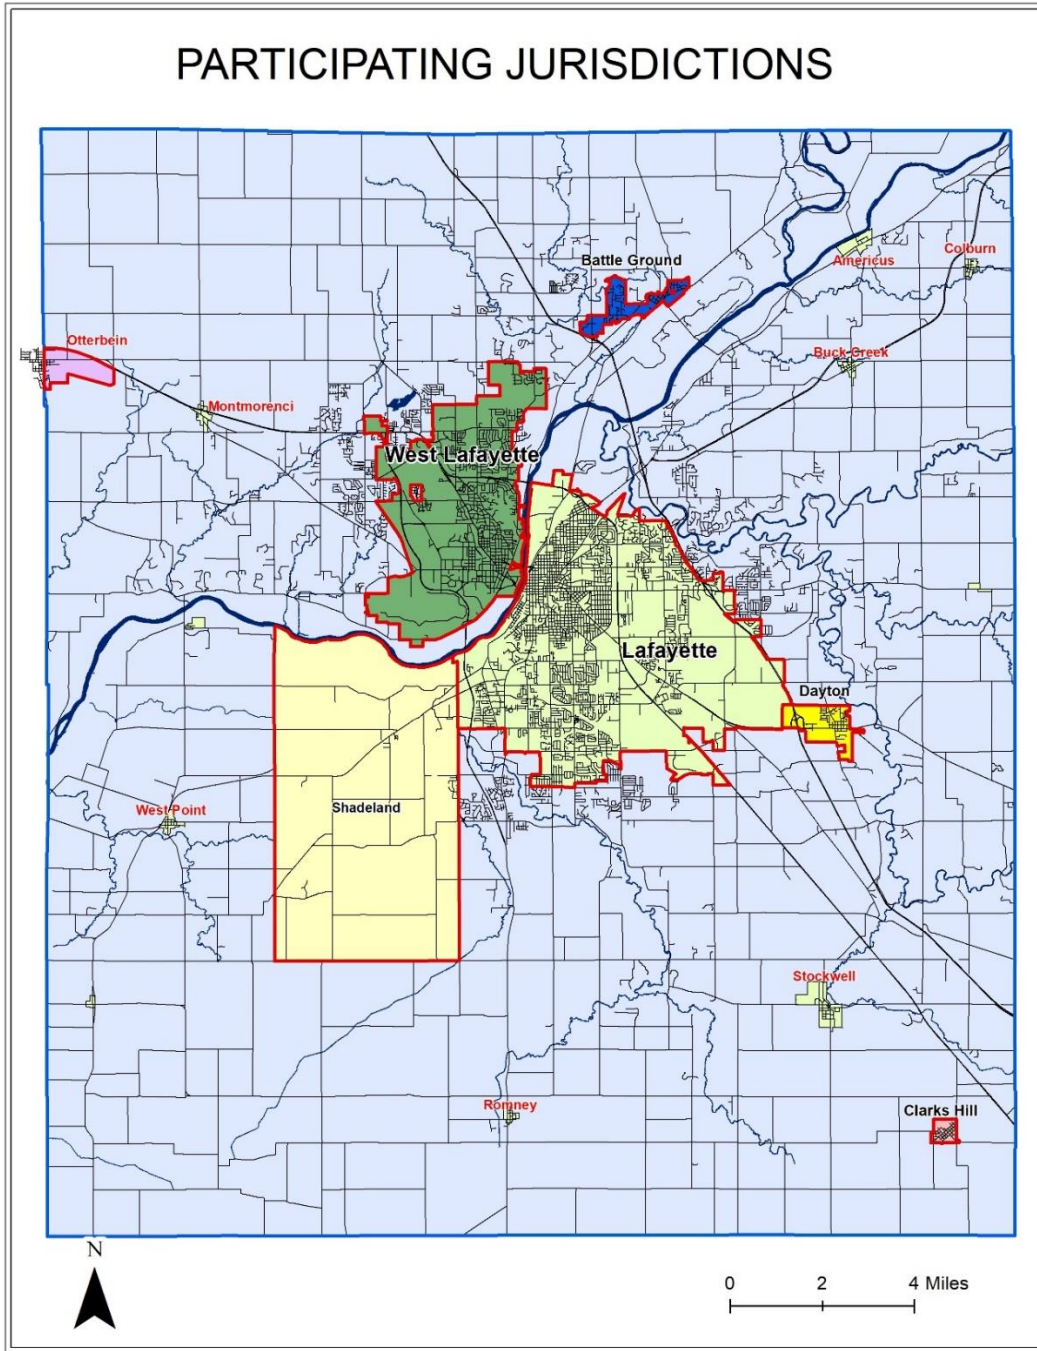 PARTICIPATING JURISDICTIONS
Battle Ground
Americus
Colburn
Otterbein
Buck Creek
Montmorenci
West Lafayette
Lafayette
Dayton
Shadeland
West Point
Stockwell
Romney
Clarks Hill
N
0 2 4 Miles